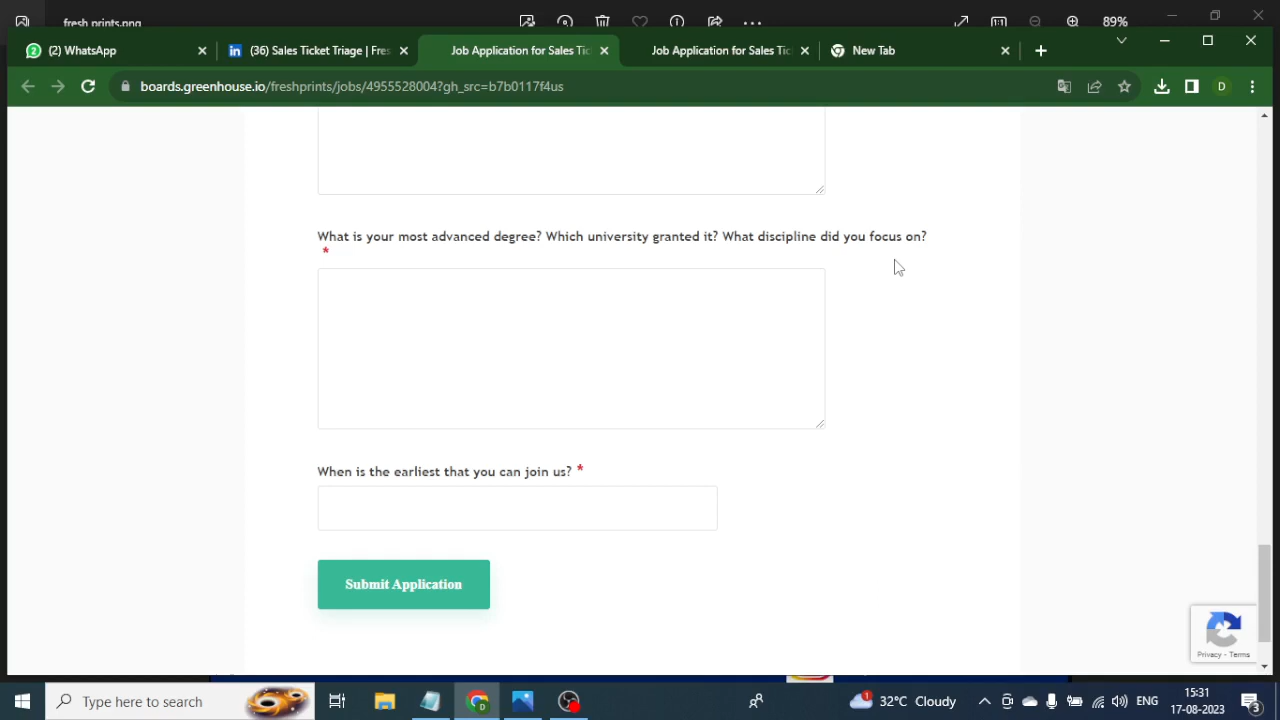 fresh prints.png
89%
(2) WhatsApp
(36) Sales Ticket Triage | Fres
Job Application for Sales Tic
Job Application for Sales Tic
New Tab
boards.greenhouse.io/freshprints/jobs/4955528004?gh_src=b7b0117f4us
D
What is your most advanced degree? Which university granted it? What discipline did you focus on?
*
When is the earliest that you can join us? *
Submit Application
Privacy - Terms
Type here to search
32°C Cloudy
ENG
15:31
17-08-2023
3